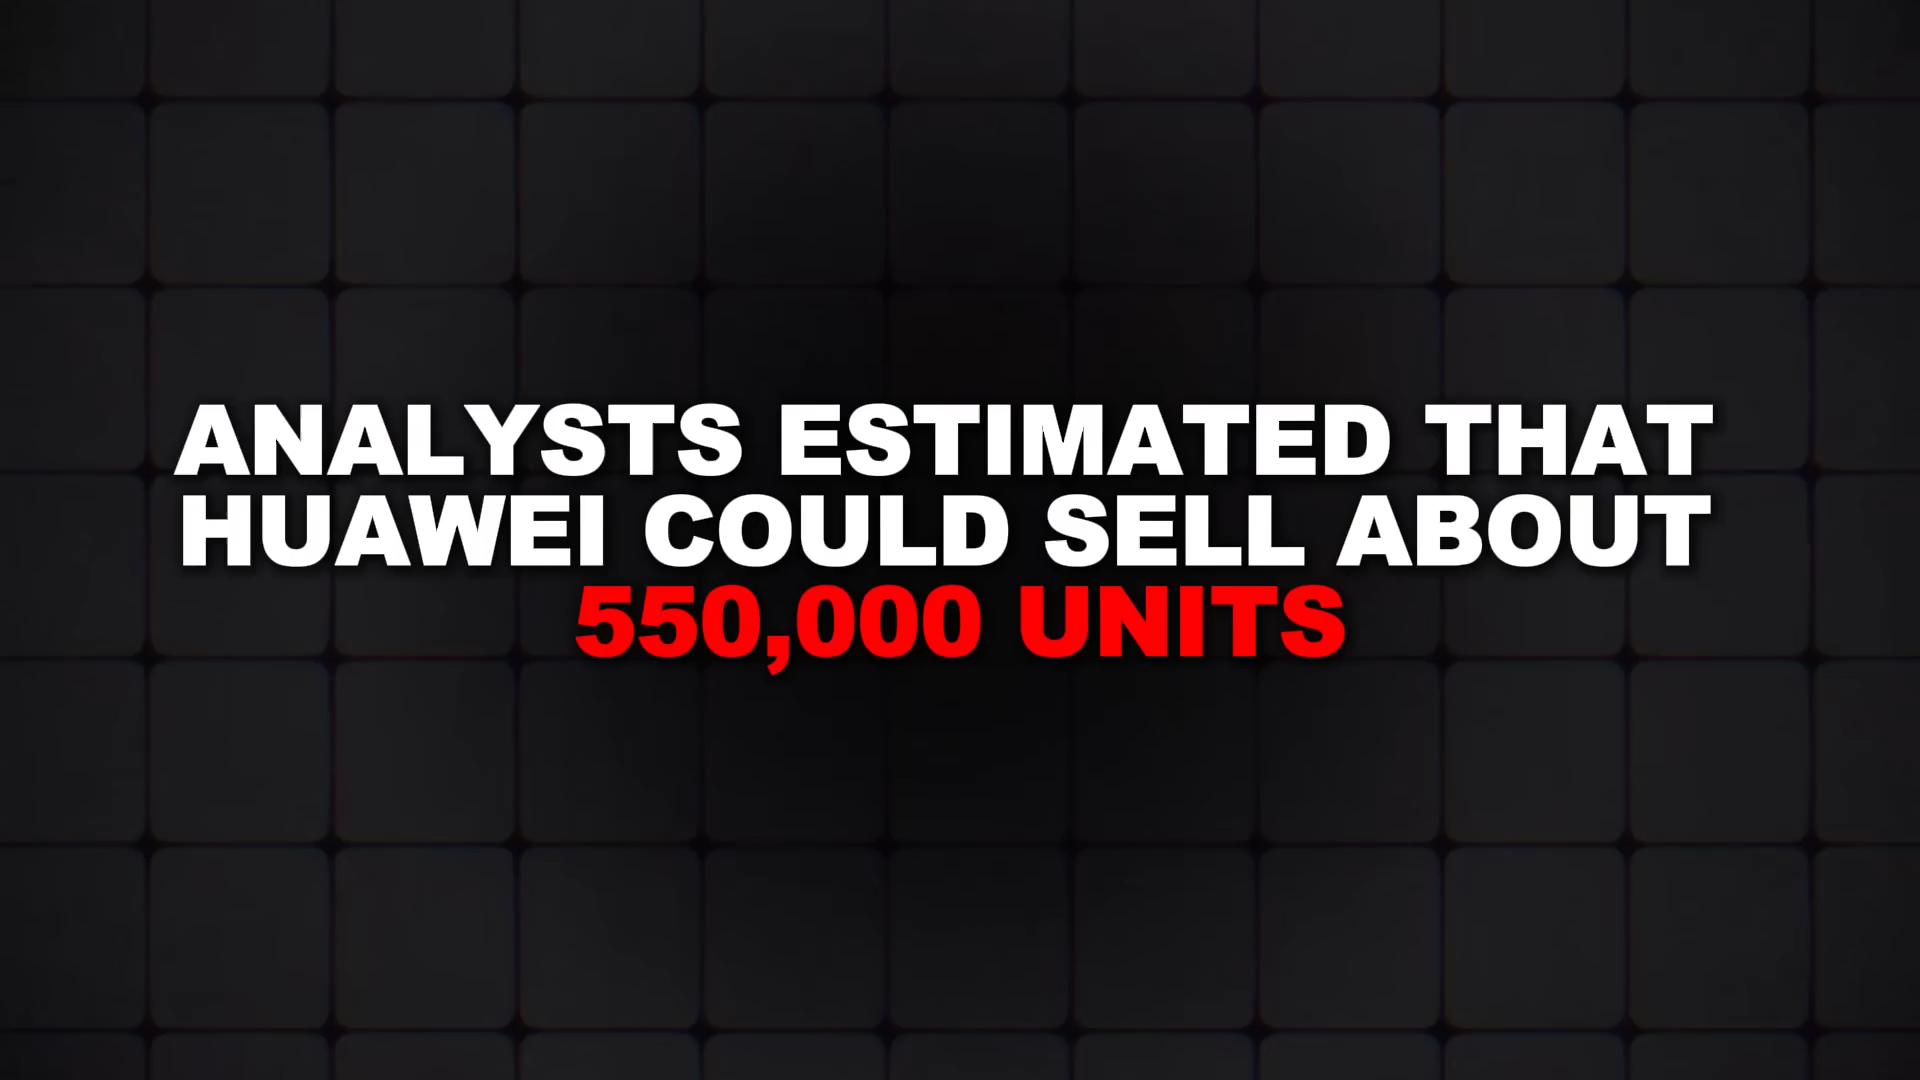 ANALYSTS ESTIMATED THAT
HUAWEI COULD SELL ABOUT
550,000 UNITS